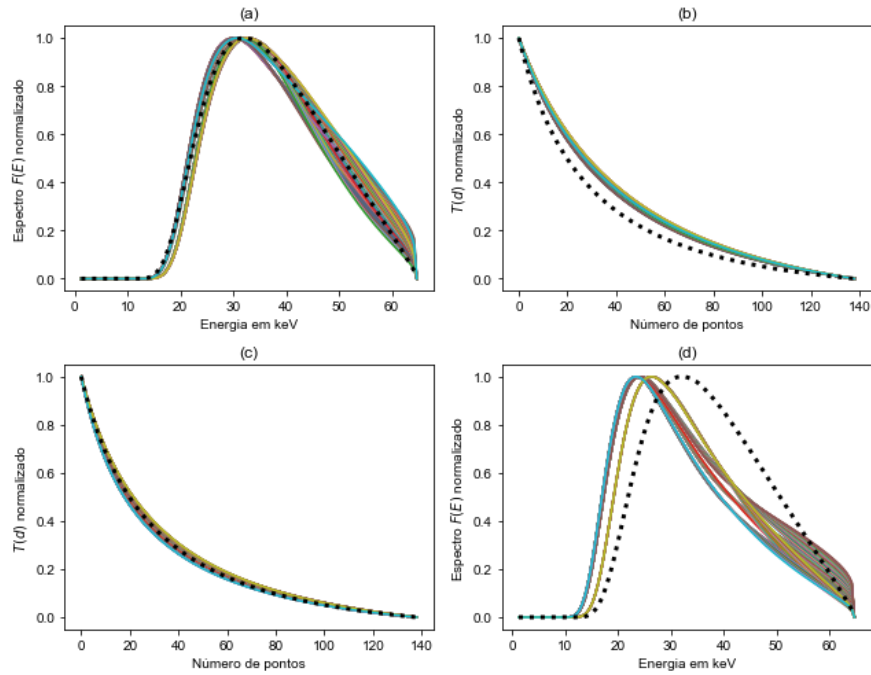 (a)
Espectro F(E) normalizado
1.0
0.8
0.6
0.4
0.2
0.0
0 10 20 30 40 50 60
Energia em keV
(b)
T(d) normalizado
1.0
0.8
0.6
0.4
0.2
0.0
0 20 40 60 80 100 120 140
Número de pontos
(c)
T(d) normalizado
1.0
0.8
0.6
0.4
0.2
0.0
0 20 40 60 80 100 120 140
Número de pontos
(d)
Espectro F(E) normalizado
1.0
0.8
0.6
0.4
0.2
0.0
0 10 20 30 40 50 60
Energia em keV